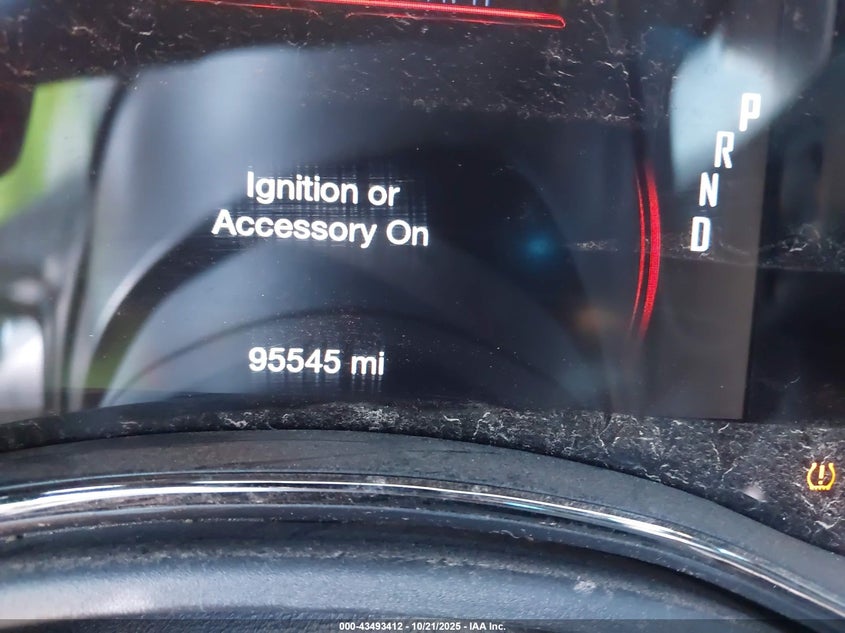 Ignition or
Accessory On
95545 mi
P
R
N
D
000-43493412 - 10/21/2025 - IAA Inc.